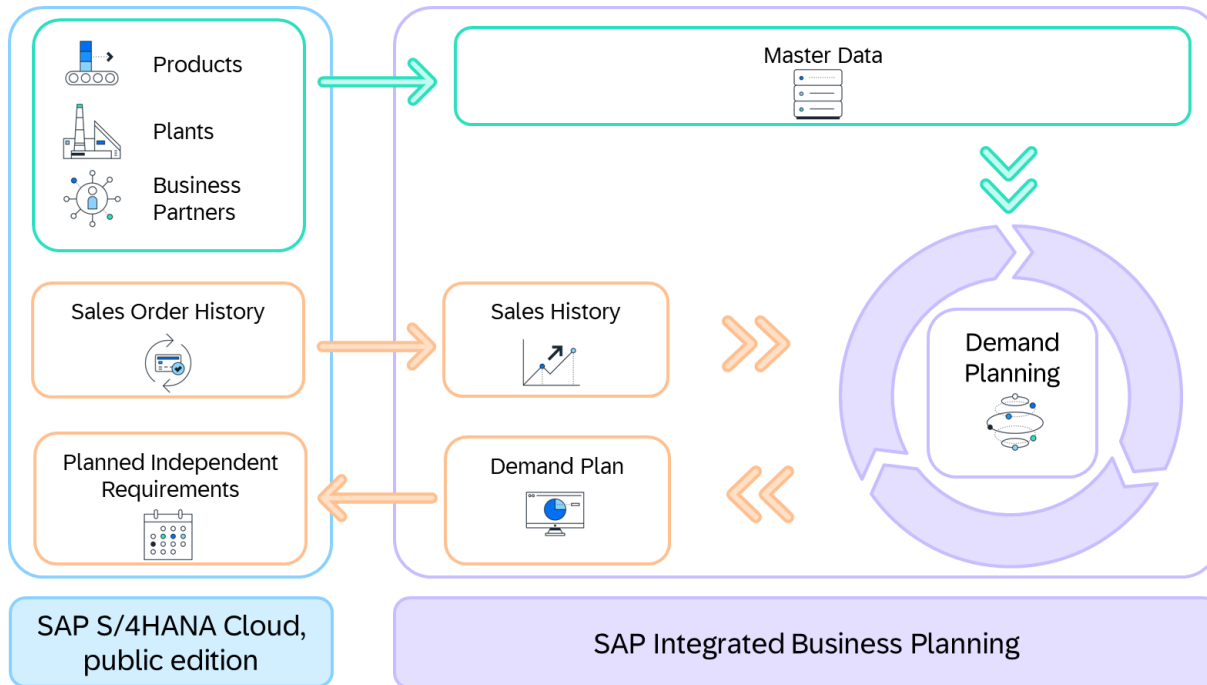 Products
Plants
Business
Partners
Master Data
Sales Order History
Sales History
Demand
Planning
Planned Independent
Requirements
Demand Plan
SAP S/4HANA Cloud,
public edition
SAP Integrated Business Planning